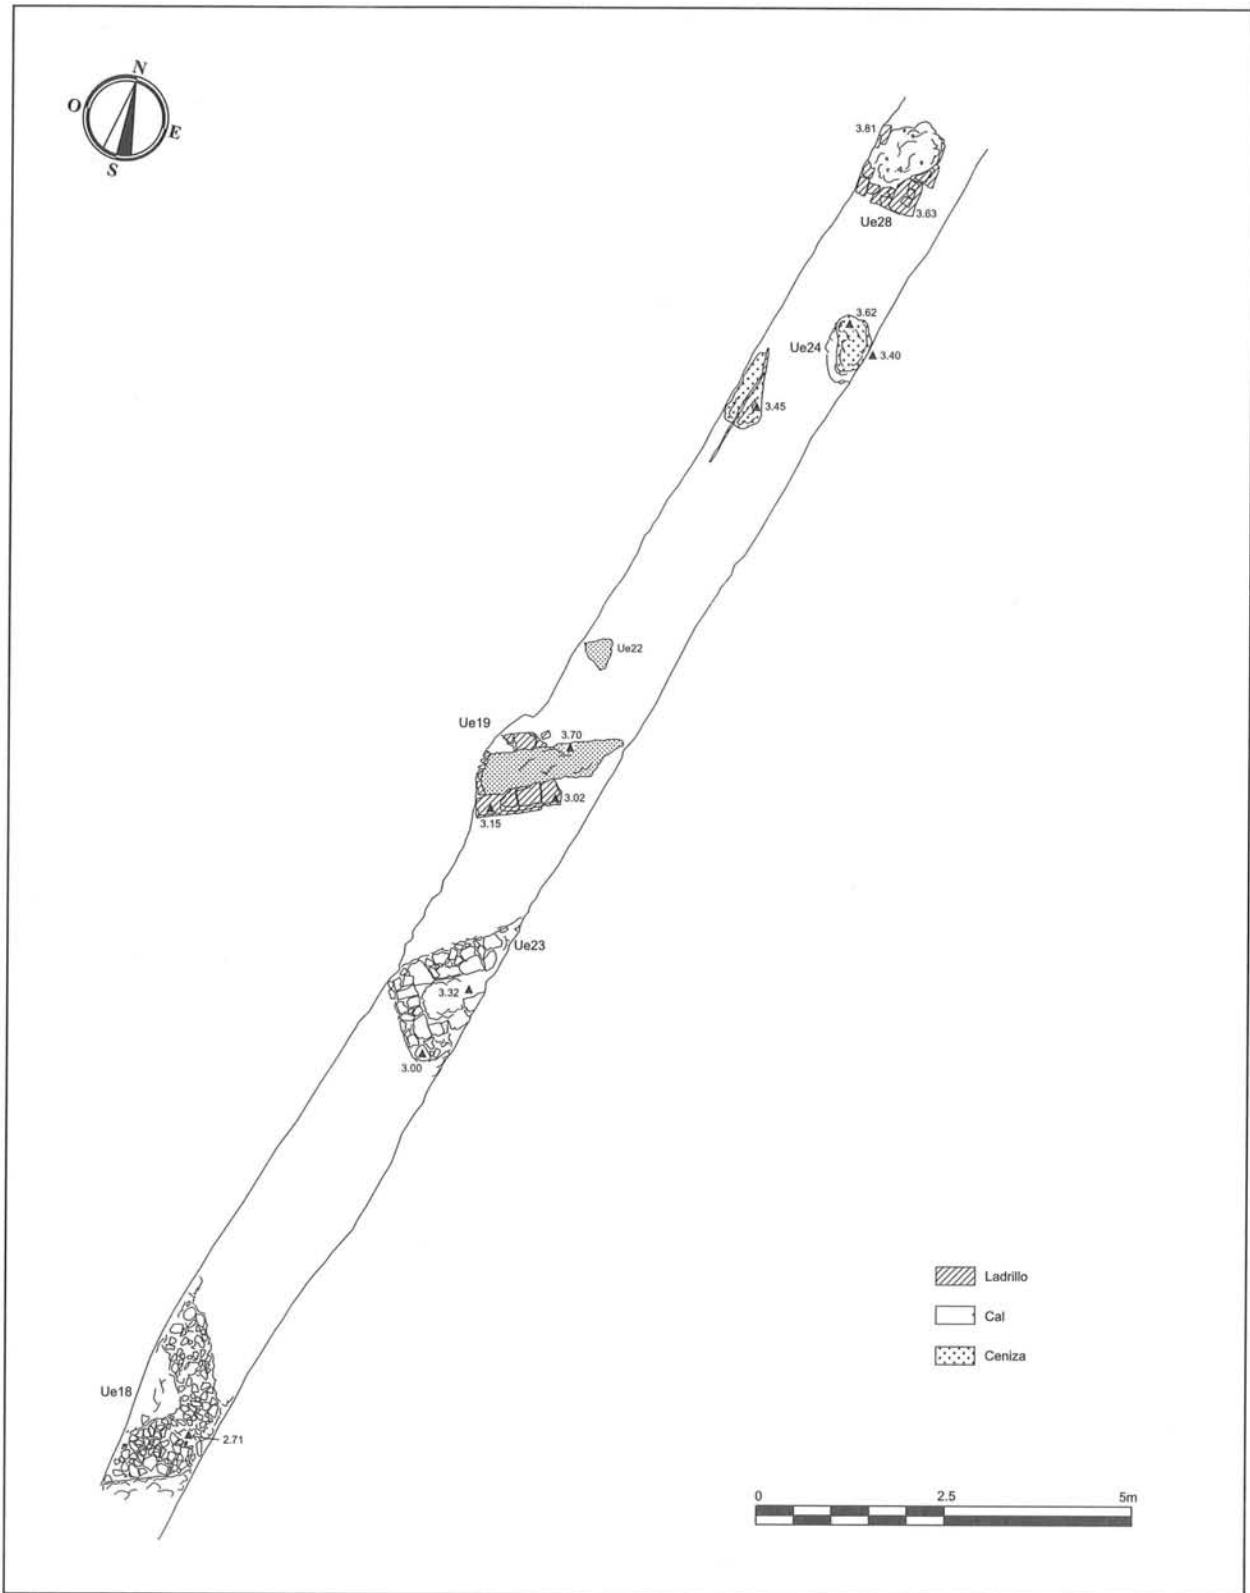 N
O
E
S
3.81
3.63
Ue28
3.62
Ue24
3.40
3.45
Ue22
Ue19
3.70
3.02
3.15
Ue23
3.32
3.00
Ladrillo
Cal
Ceniza
Ue18
2.71
0 2.5 5m